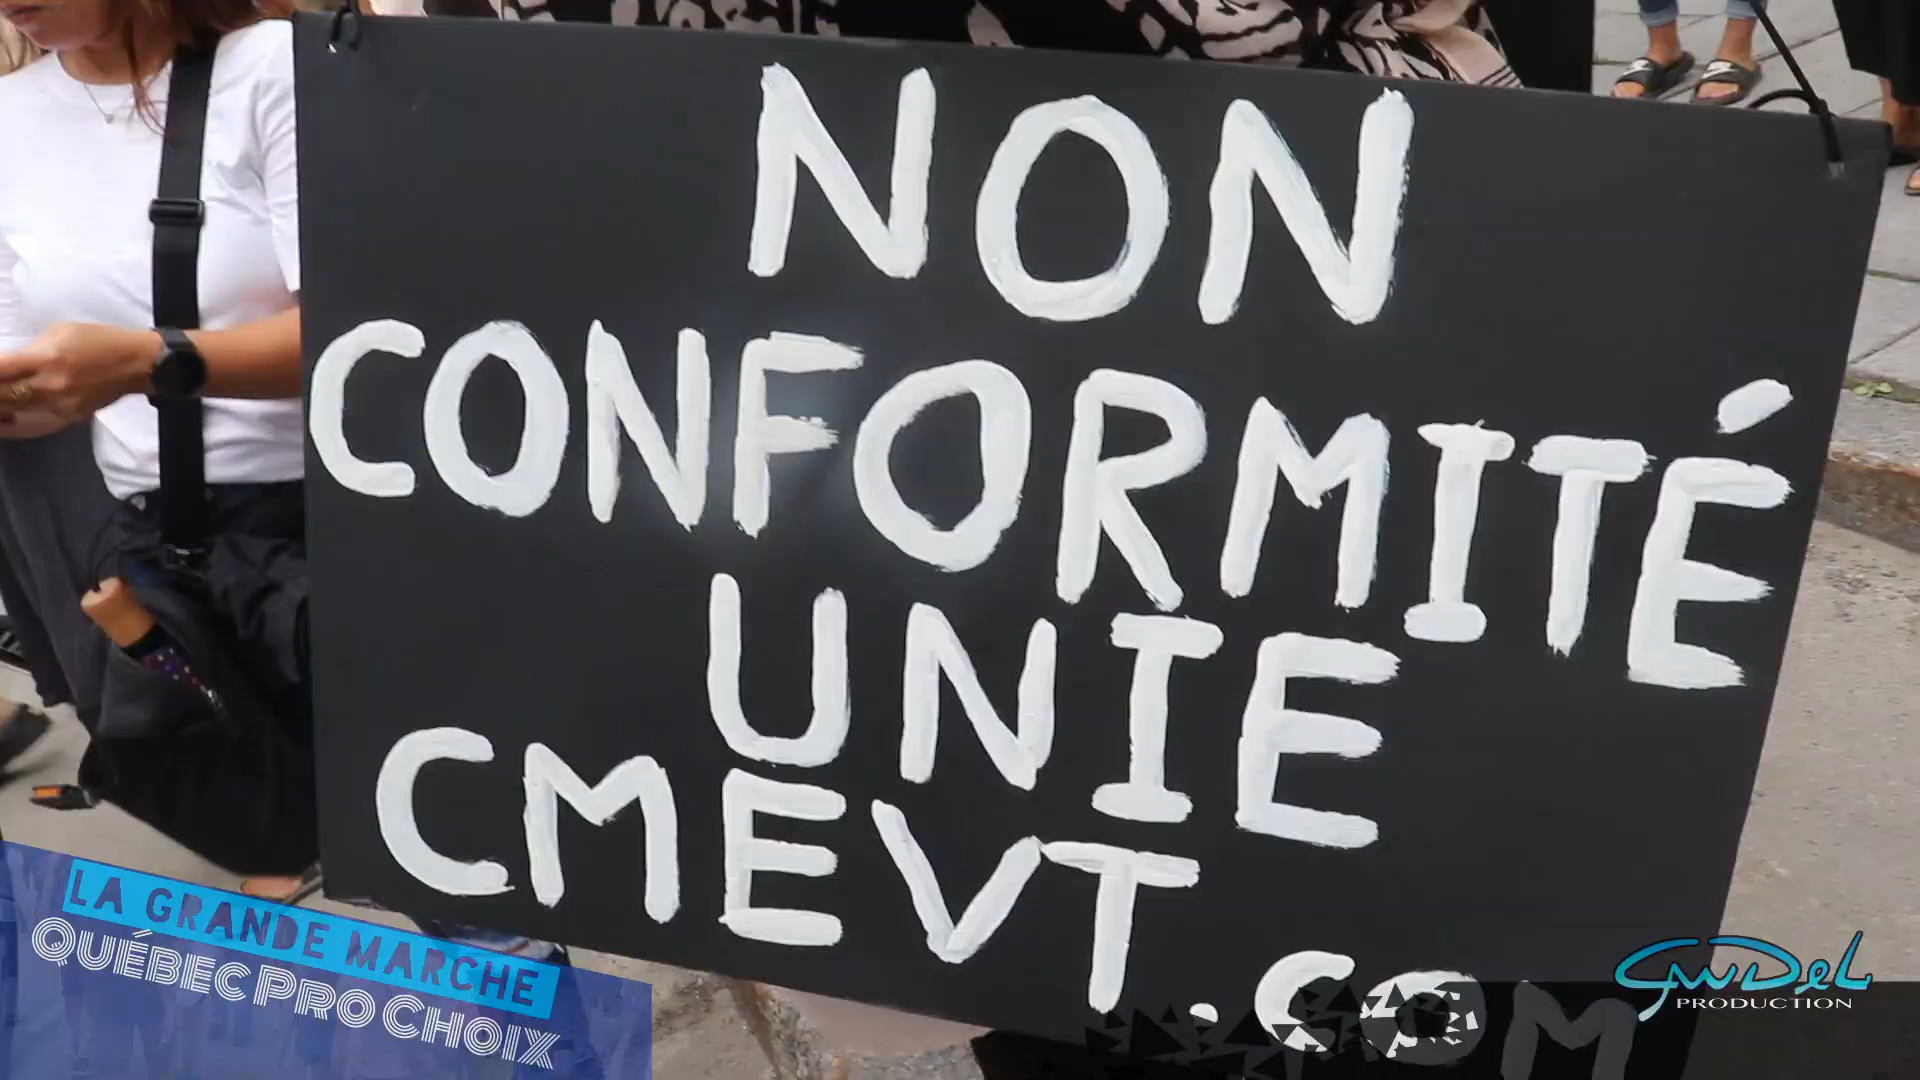 NON
CONFORMITÉ
UNIE
CMEVT.COM
LA GRANDE MARCHE
QUÉBEC PRO CHOIX
GWDEL
PRODUCTION